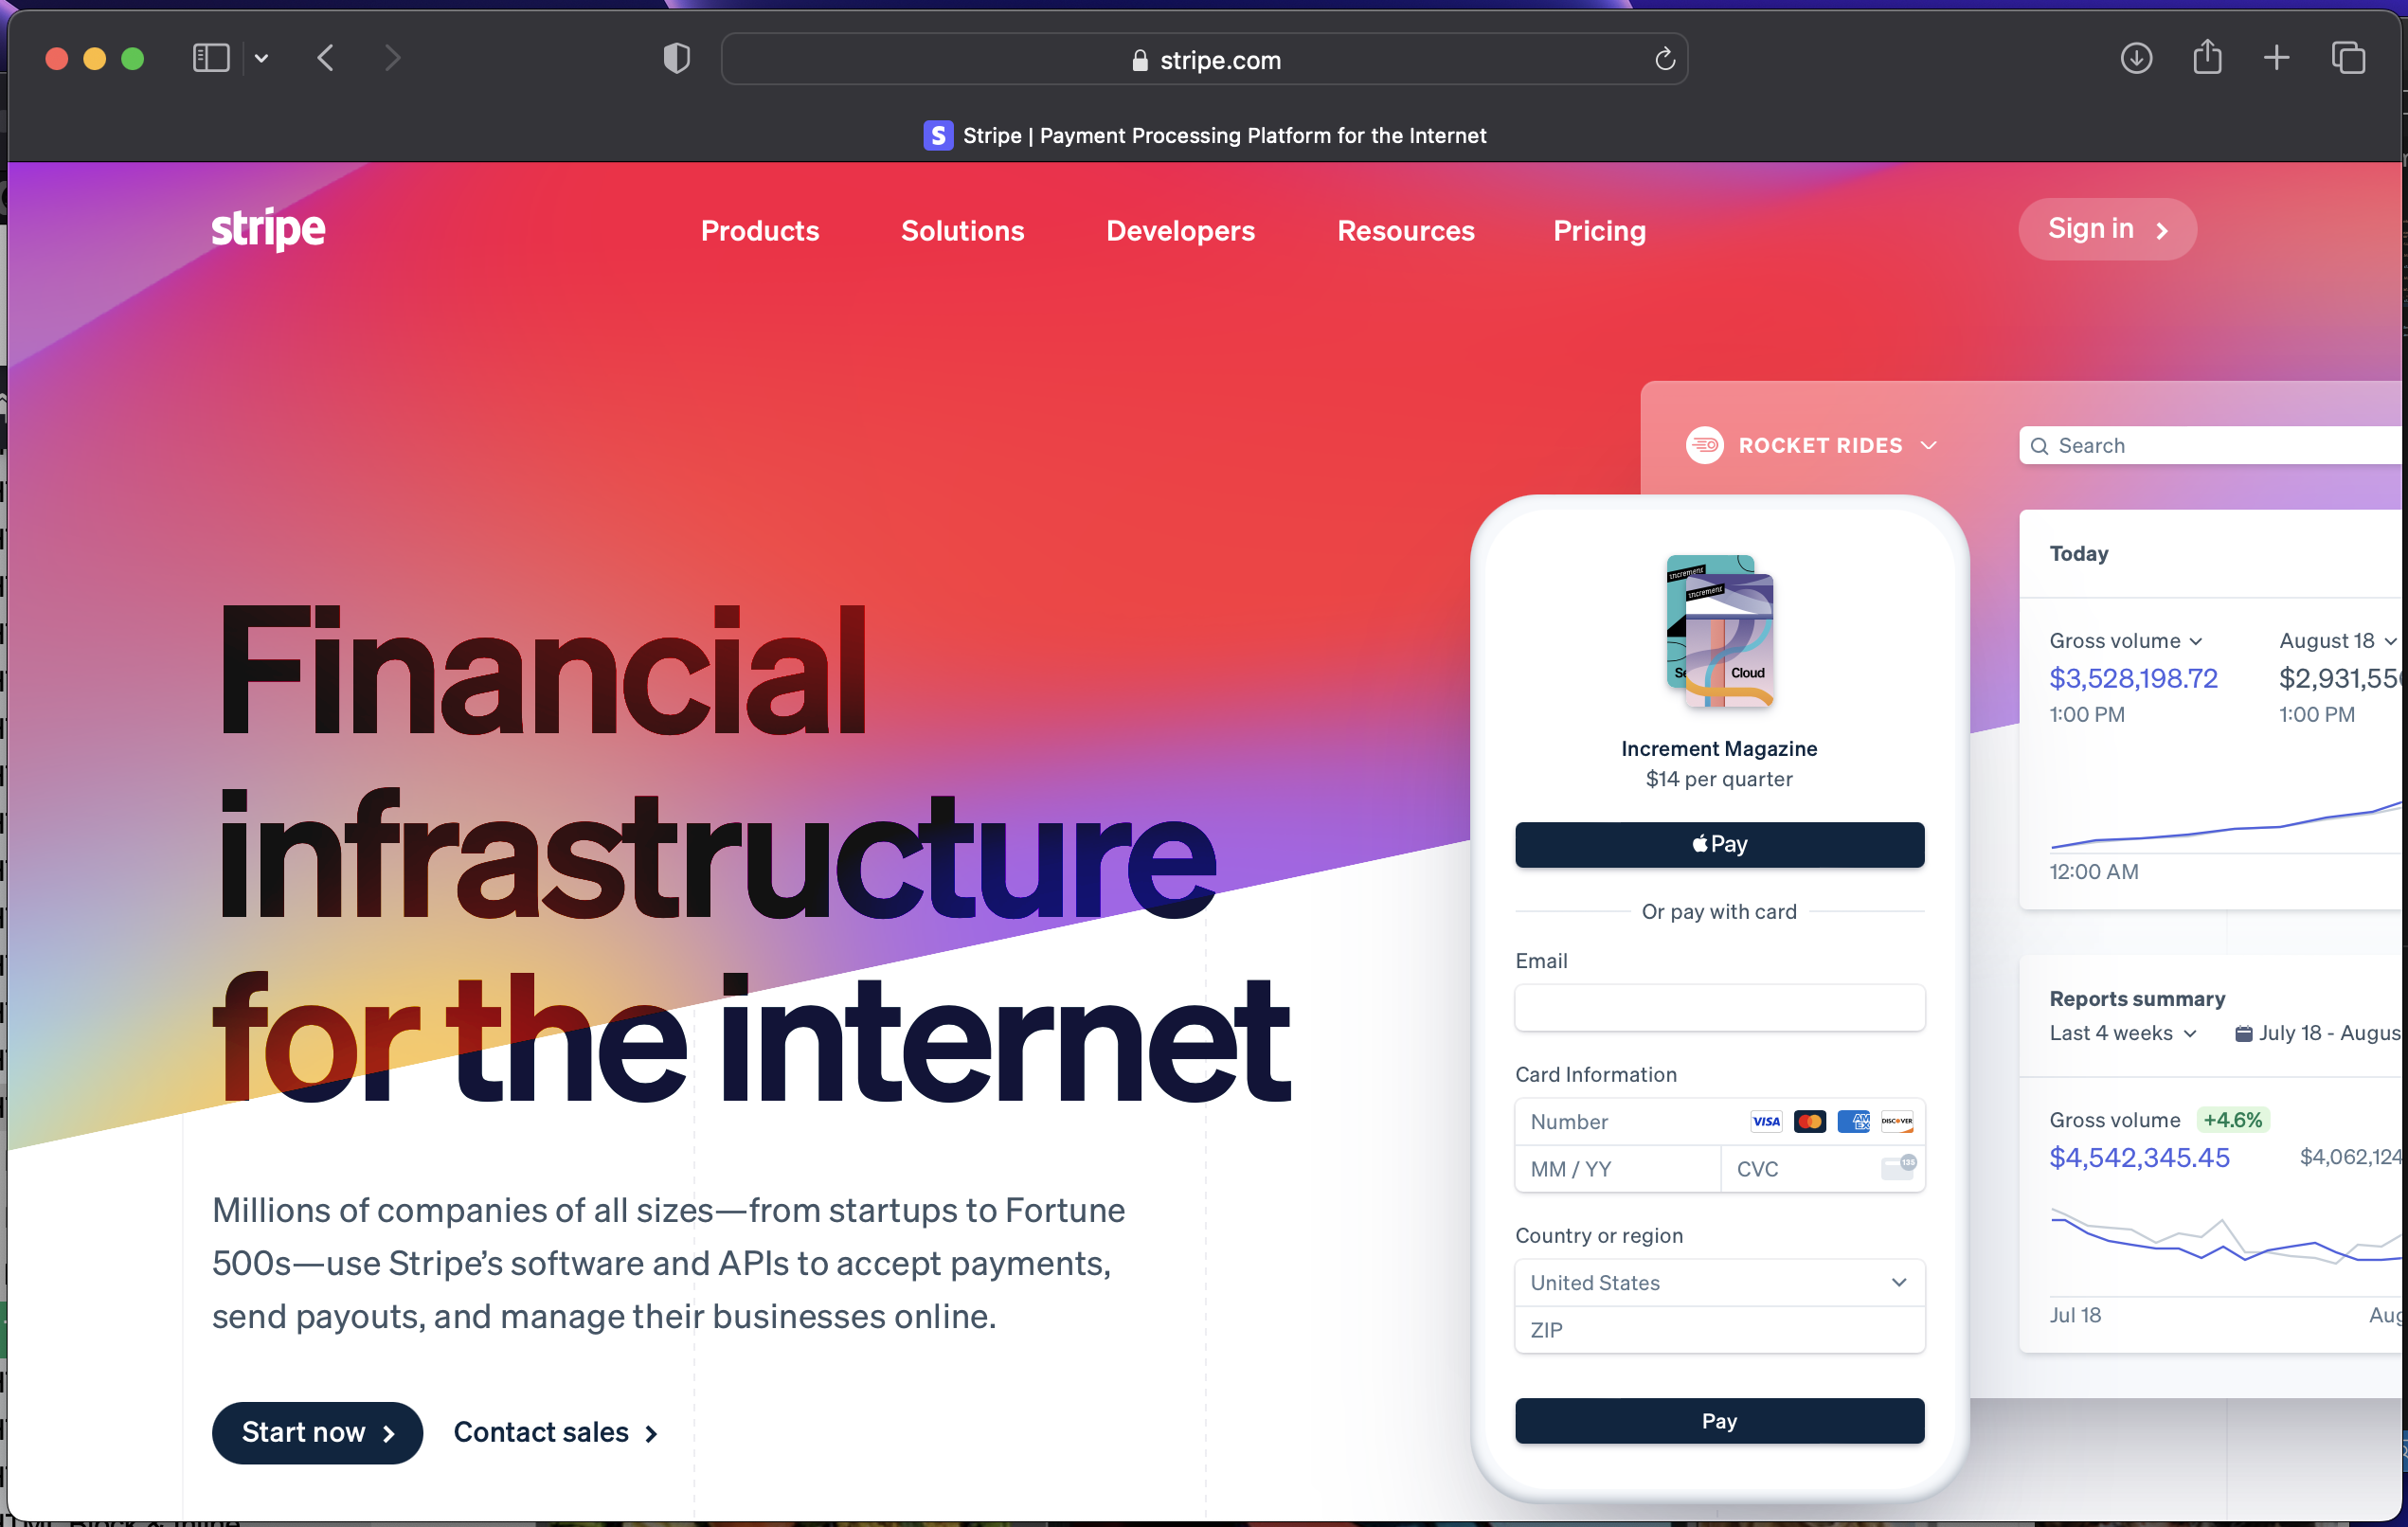 stripe.com
Stripe | Payment Processing Platform for the Internet
stripe
Products
Solutions
Developers
Resources
Pricing
Sign in
ROCKET RIDES
Search
Financial
infrastructure
for the internet
Millions of companies of all sizes—from startups to Fortune
500s—use Stripe's software and APIs to accept payments,
send payouts, and manage their businesses online.
Start now
Contact sales
increment
increment
Cloud
Increment Magazine
$14 per quarter
Pay
Or pay with card
Email
Card Information
Number
VISA
AM
EX
DISCOVER
MM / YY
CVC
135
Country or region
United States
ZIP
Pay
Today
Gross volume
August 18
$3,528,198.72
$2,931,55
1:00 PM
1:00 PM
12:00 AM
Reports summary
Last 4 weeks
July 18 - Augus
Gross volume +4.6%
$4,542,345.45
$4,062,124
Jul 18
Aug